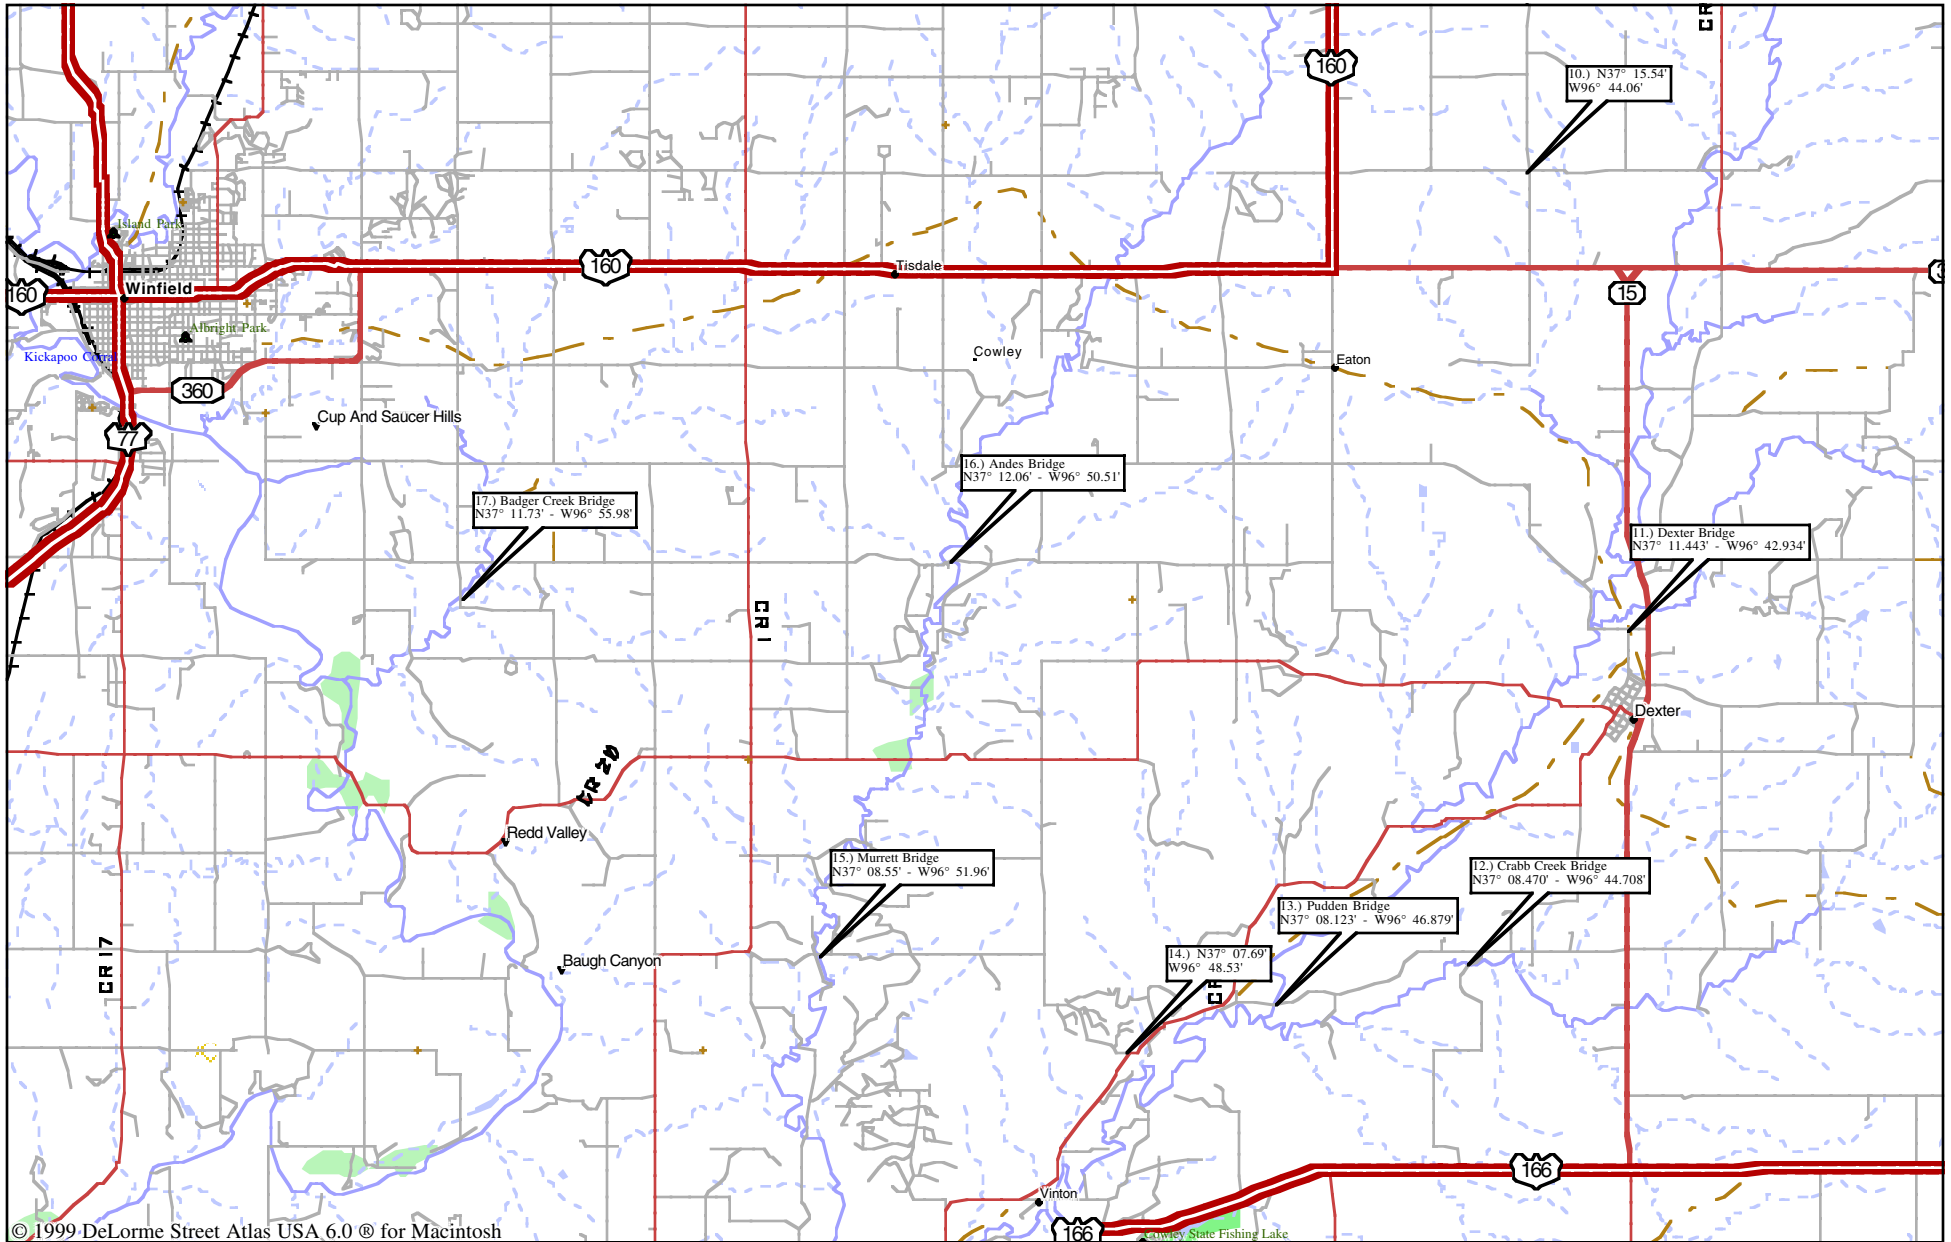 CR
160
10.) N37° 15.54'
W96° 44.06'
Island Park
160
Tisdale
160
Winfield
15
3
Albright Park
Kickapoo Corral
Cowley
Eaton
360
Cup And Saucer Hills
77
16.) Andes Bridge
N37° 12.06' - W96° 50.51'
17.) Badger Creek Bridge
N37° 11.73' - W96° 55.98'
11.) Dexter Bridge
N37° 11.443' - W96° 42.934'
CR 1
Dexter
CR 20
Redd Valley
15.) Murrett Bridge
N37° 08.55' - W96° 51.96'
12.) Crabb Creek Bridge
N37° 08.470' - W96° 44.708'
13.) Pudden Bridge
N37° 08.123' - W96° 46.879'
CR 17
Baugh Canyon
14.) N37° 07.69'
W96° 48.53'
CR
166
Vinton
166
Cowley State Fishing Lake
© 1999 DeLorme Street Atlas USA 6.0 ® for Macintosh